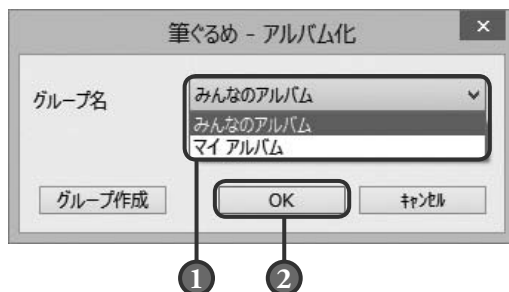 筆ぐるめ - アルバム化
×
グループ名
みんなのアルバム
みんなのアルバム
マイ アルバム
グループ作成
OK
ｷｬﾝｾﾙ
1
2